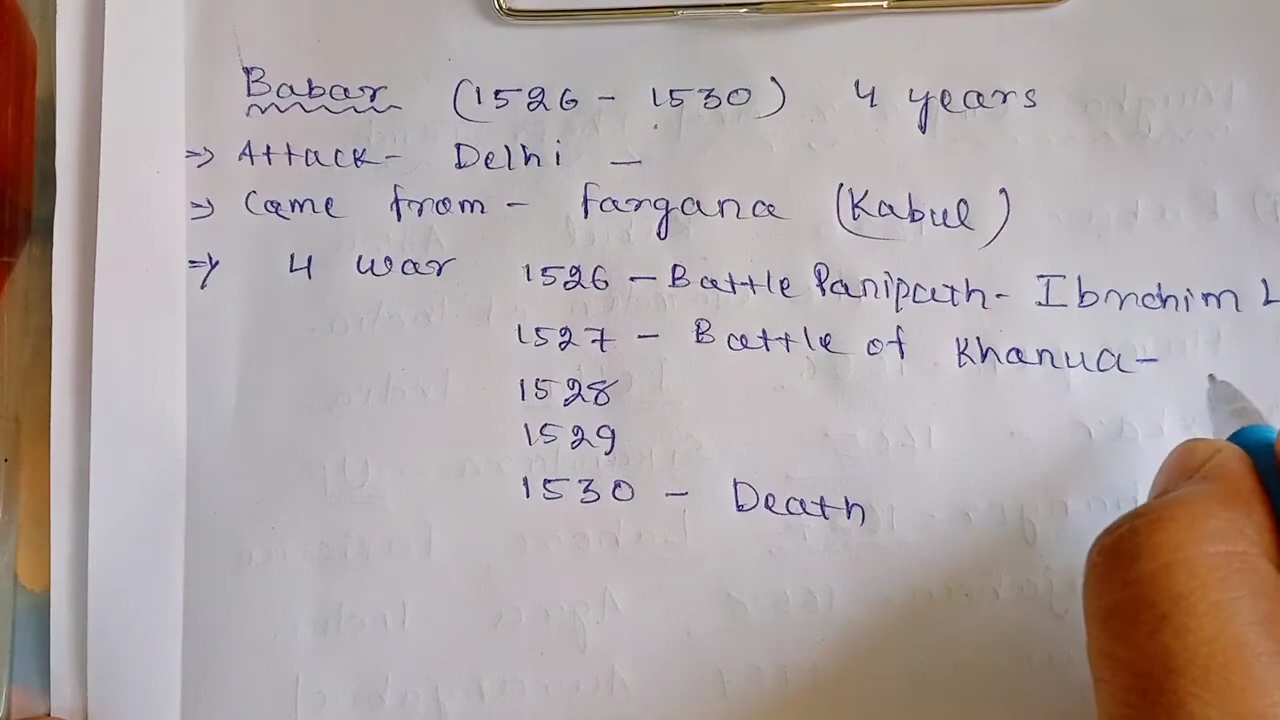 Babar (1526 - 1530) 4 years
⇒ Attack - Delhi -
⇒ Came from - fargana (Kabul)
⇒ 4 war 1526 - Battle Panipath - Ibrahim L
1527 - Battle of Khanua -
1528
1529
1530 - Death